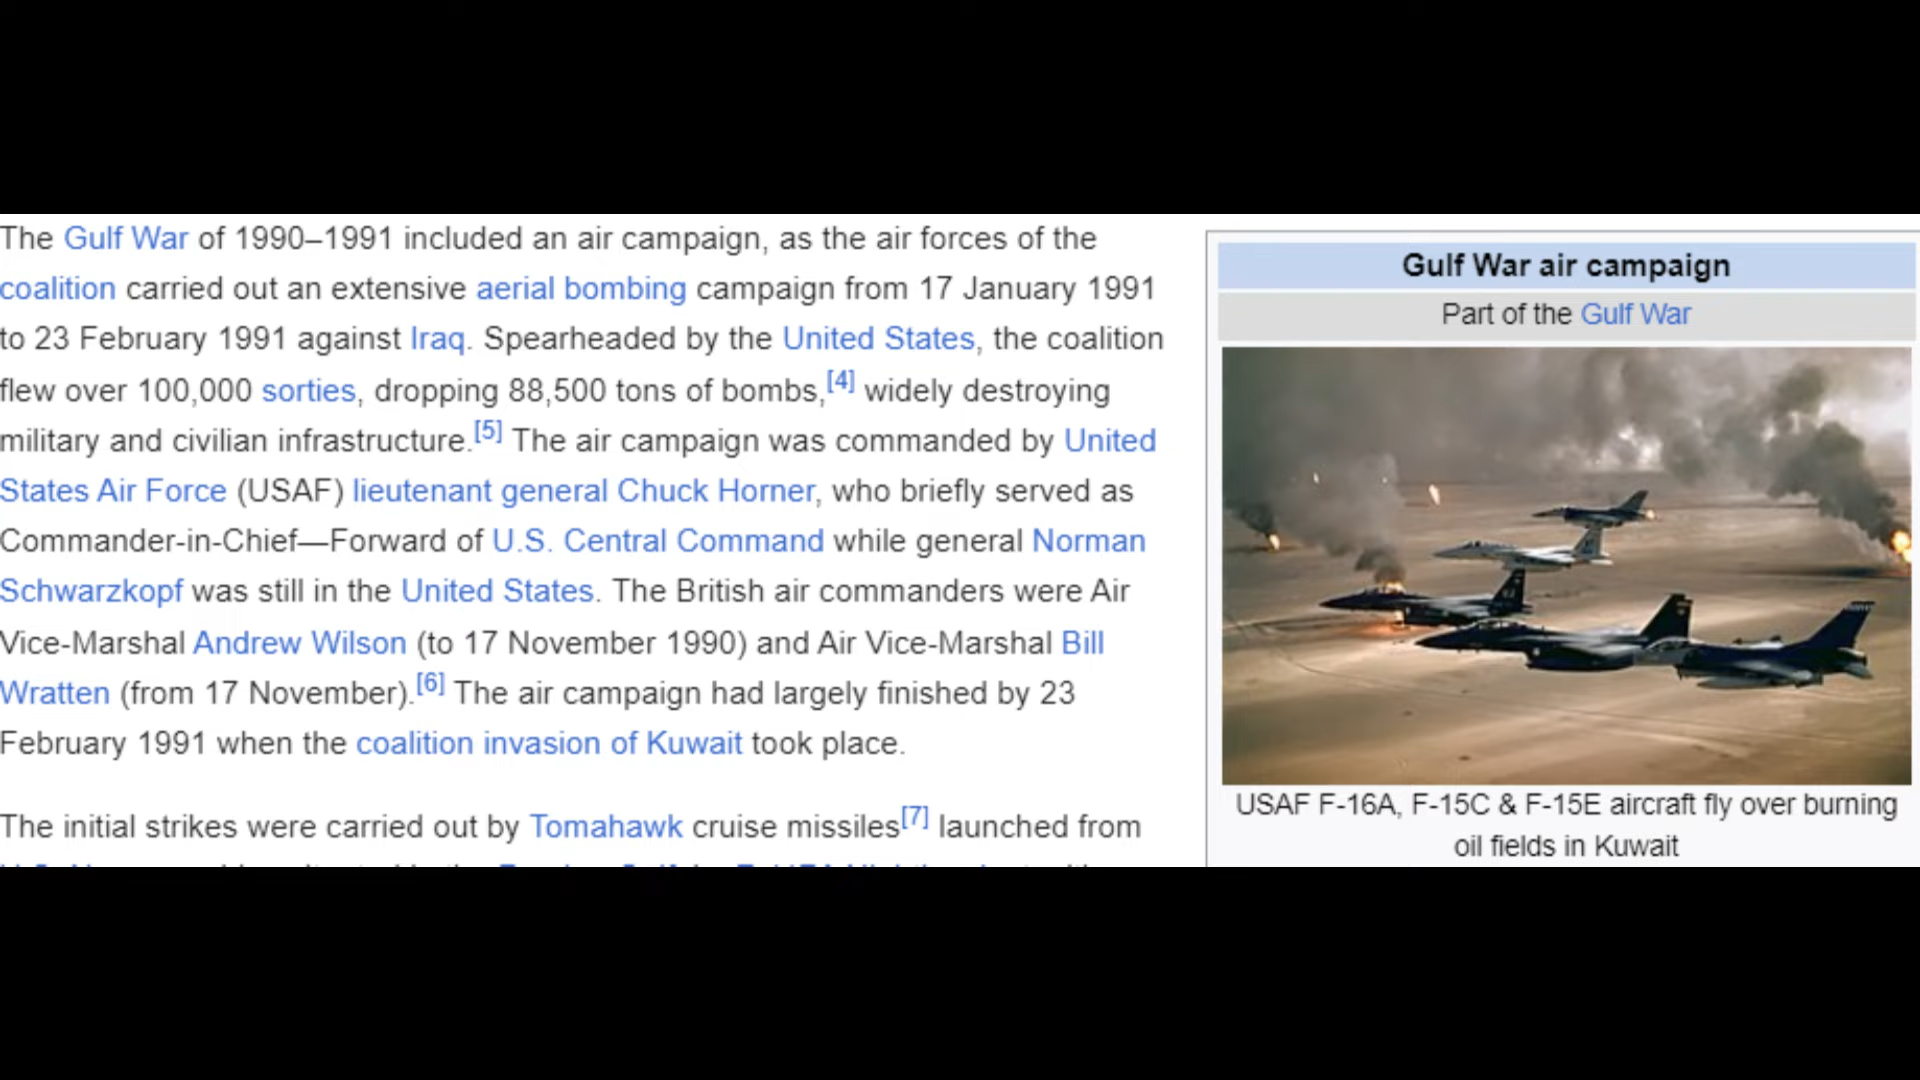 The Gulf War of 1990–1991 included an air campaign, as the air forces of the
coalition carried out an extensive aerial bombing campaign from 17 January 1991
to 23 February 1991 against Iraq. Spearheaded by the United States, the coalition
flew over 100,000 sorties, dropping 88,500 tons of bombs,[4] widely destroying
military and civilian infrastructure.[5] The air campaign was commanded by United
States Air Force (USAF) lieutenant general Chuck Horner, who briefly served as
Commander-in-Chief—Forward of U.S. Central Command while general Norman
Schwarzkopf was still in the United States. The British air commanders were Air
Vice-Marshal Andrew Wilson (to 17 November 1990) and Air Vice-Marshal Bill
Wratten (from 17 November).[6] The air campaign had largely finished by 23
February 1991 when the coalition invasion of Kuwait took place.
The initial strikes were carried out by Tomahawk cruise missiles[7] launched from
Gulf War air campaign
Part of the Gulf War
USAF F-16A, F-15C & F-15E aircraft fly over burning
oil fields in Kuwait